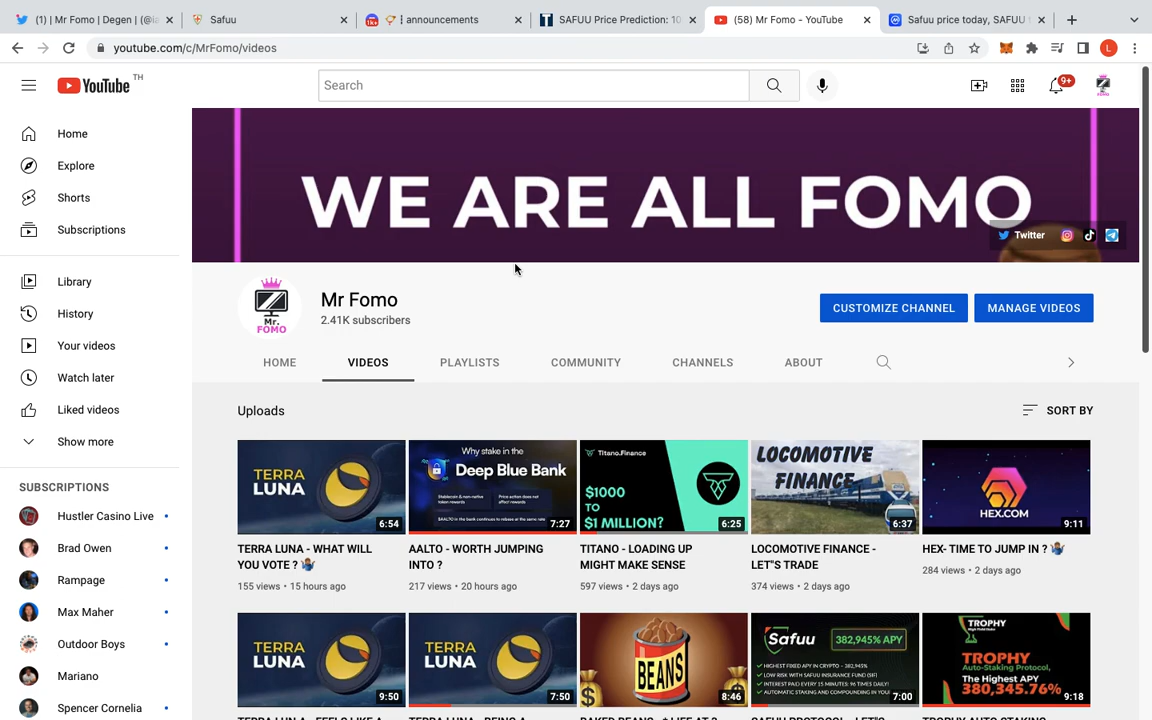 (1) | Mr Fomo | Degen | (@ia
Safuu
announcements
SAFUU Price Prediction: 10
(58) Mr Fomo - YouTube
Safuu price today, SAFUU t
youtube.com/c/MrFomo/videos
YouTube TH
Search
9+
Home
Explore
Shorts
Subscriptions
Library
History
Your videos
Watch later
Liked videos
Show more
SUBSCRIPTIONS
Hustler Casino Live
Brad Owen
Rampage
Max Maher
Outdoor Boys
Mariano
Spencer Cornelia
WE ARE ALL FOMO
Twitter
Mr.
FOMO
Mr Fomo
2.41K subscribers
CUSTOMIZE CHANNEL
MANAGE VIDEOS
HOME VIDEOS PLAYLISTS COMMUNITY CHANNELS ABOUT
Uploads
SORT BY
TERRA
LUNA
6:54
TERRA LUNA - WHAT WILL
YOU VOTE ? 🤷🏽‍♂️
155 views • 15 hours ago
Why stake in the
Deep Blue Bank
7:27
AALTO - WORTH JUMPING
INTO ?
217 views • 20 hours ago
Titano.Finance
$1000
TO
$1 MILLION?
6:25
TITANO - LOADING UP
MIGHT MAKE SENSE
597 views • 2 days ago
LOCOMOTIVE
FINANCE
6:37
LOCOMOTIVE FINANCE -
LET"S TRADE
374 views • 2 days ago
HEX.COM
9:11
HEX- TIME TO JUMP IN ? 🤷🏽‍♂️
284 views • 2 days ago
TERRA
LUNA
9:50
TERRA
LUNA
7:50
BEANS
8:46
Safuu
382,945% APY
7:00
TROPHY
TROPHY
Auto-Staking Protocol,
The Highest APY
380,345.76%
9:18